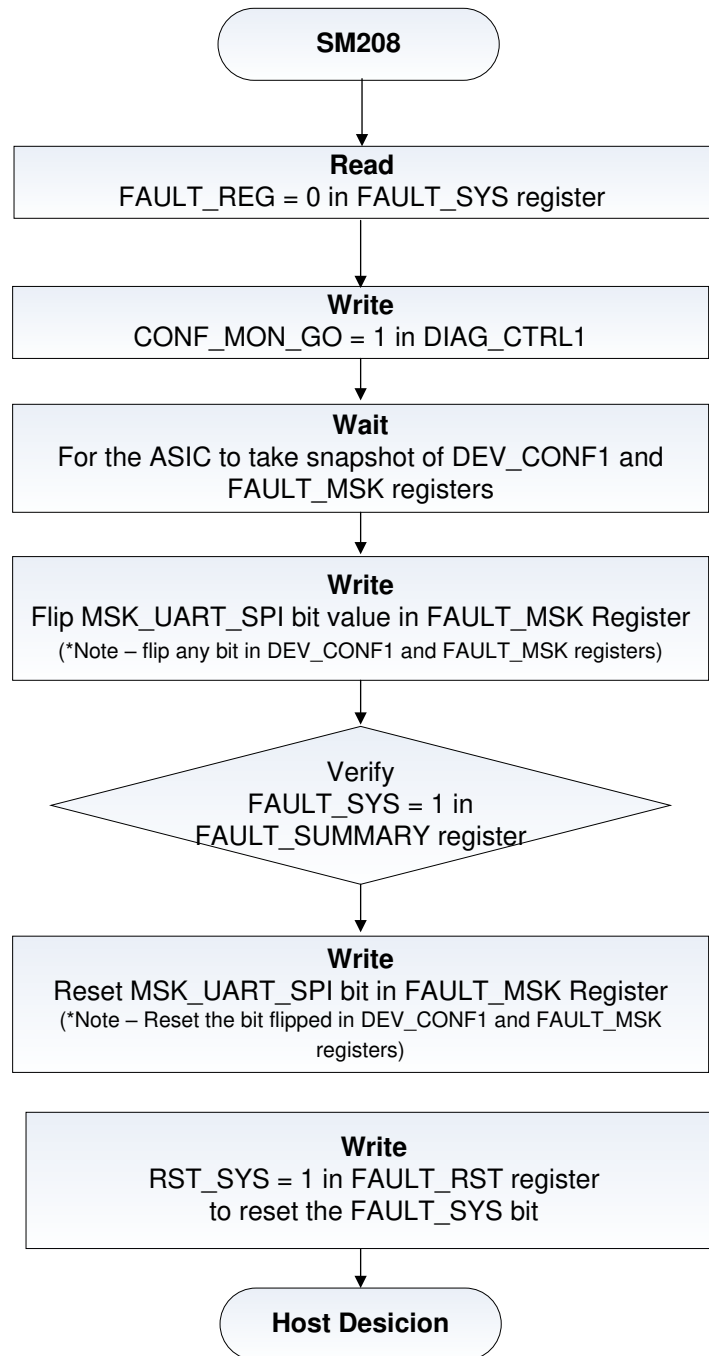 SM208
Read
FAULT_REG = 0 in FAULT_SYS register
Write
CONF_MON_GO = 1 in DIAG_CTRL1
Wait
For the ASIC to take snapshot of DEV_CONF1 and
FAULT_MSK registers
Write
Flip MSK_UART_SPI bit value in FAULT_MSK Register
(*Note – flip any bit in DEV_CONF1 and FAULT_MSK registers)
Verify
FAULT_SYS = 1 in
FAULT_SUMMARY register
Write
Reset MSK_UART_SPI bit in FAULT_MSK Register
(*Note – Reset the bit flipped in DEV_CONF1 and FAULT_MSK
registers)
Write
RST_SYS = 1 in FAULT_RST register
to reset the FAULT_SYS bit
Host Desicion